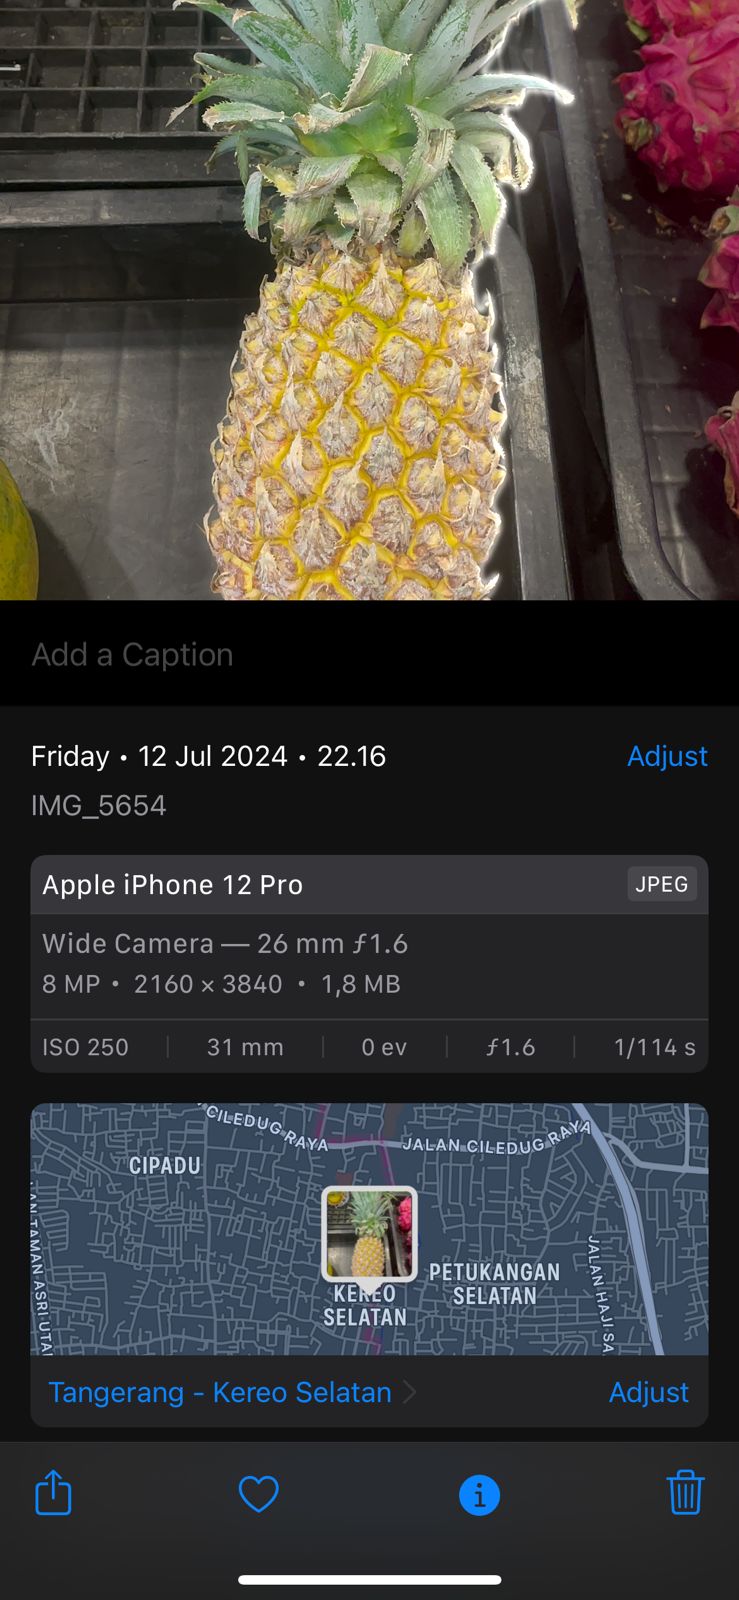 Add a Caption
Friday • 12 Jul 2024 • 22.16
Adjust
IMG_5654
Apple iPhone 12 Pro
JPEG
Wide Camera — 26 mm ƒ1.6
8 MP • 2160 × 3840 • 1,8 MB
ISO 250 | 31 mm | 0 ev | ƒ1.6 | 1/114 s
CILEDUG RAYA
JALAN CILEDUG RAYA
CIPADU
TAMAN ASRI UTA
PETUKANGAN
SELATAN
JALAN HAJI SA
KEREO
SELATAN
Tangerang - Kereo Selatan
Adjust